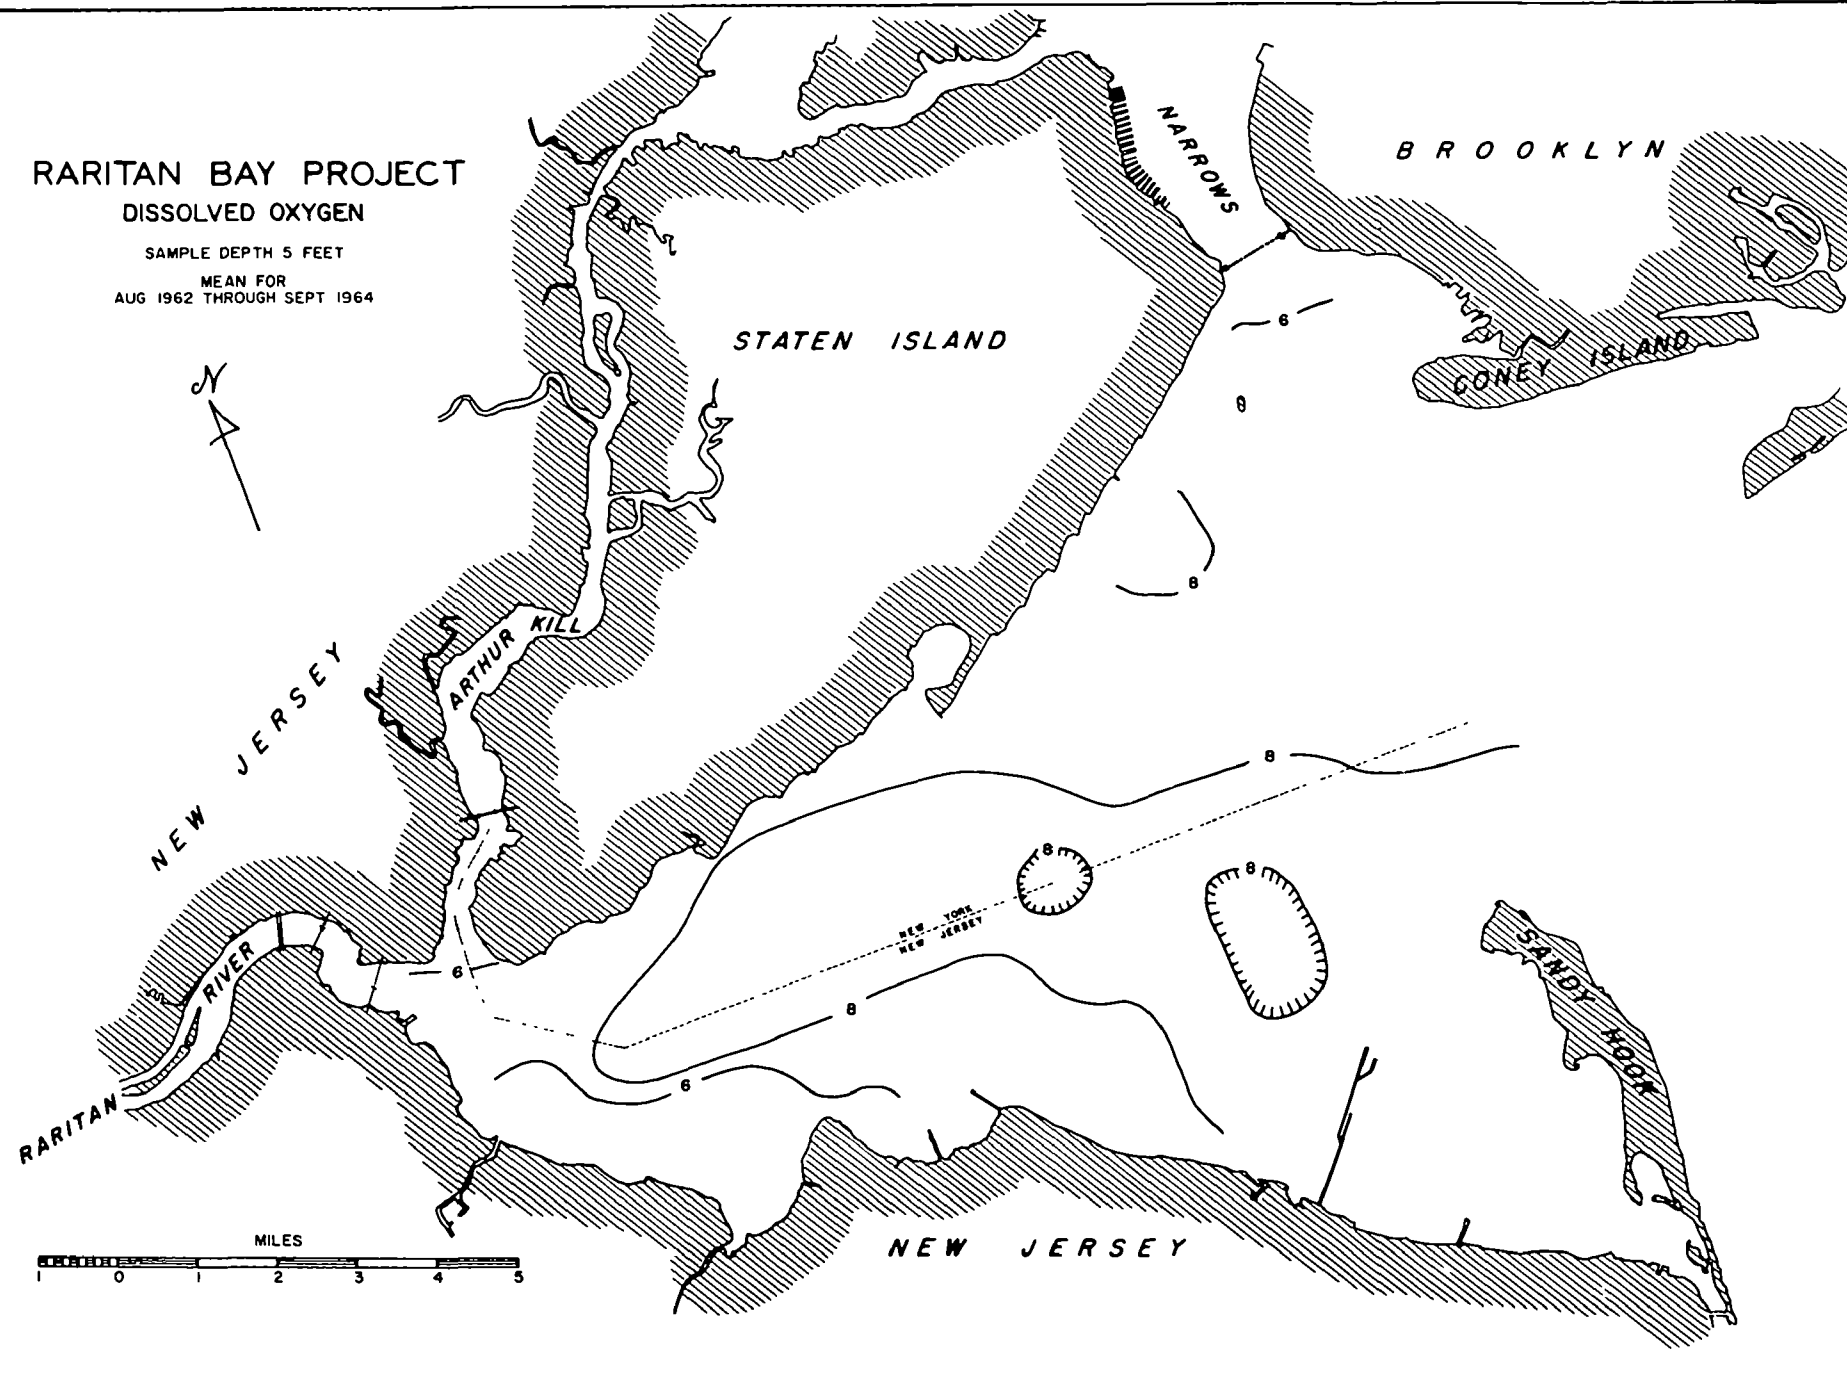 RARITAN BAY PROJECT
DISSOLVED OXYGEN
SAMPLE DEPTH 5 FEET
MEAN FOR
AUG 1962 THROUGH SEPT 1964
N
NARROWS
BROOKLYN
STATEN ISLAND
CONEY ISLAND
6
8
ARTHUR KILL
NEW JERSEY
8
8
8
NEW YORK
NEW JERSEY
SANDY HOOK
6
8
6
RARITAN RIVER
NEW JERSEY
MILES
1 0 1 2 3 4 5